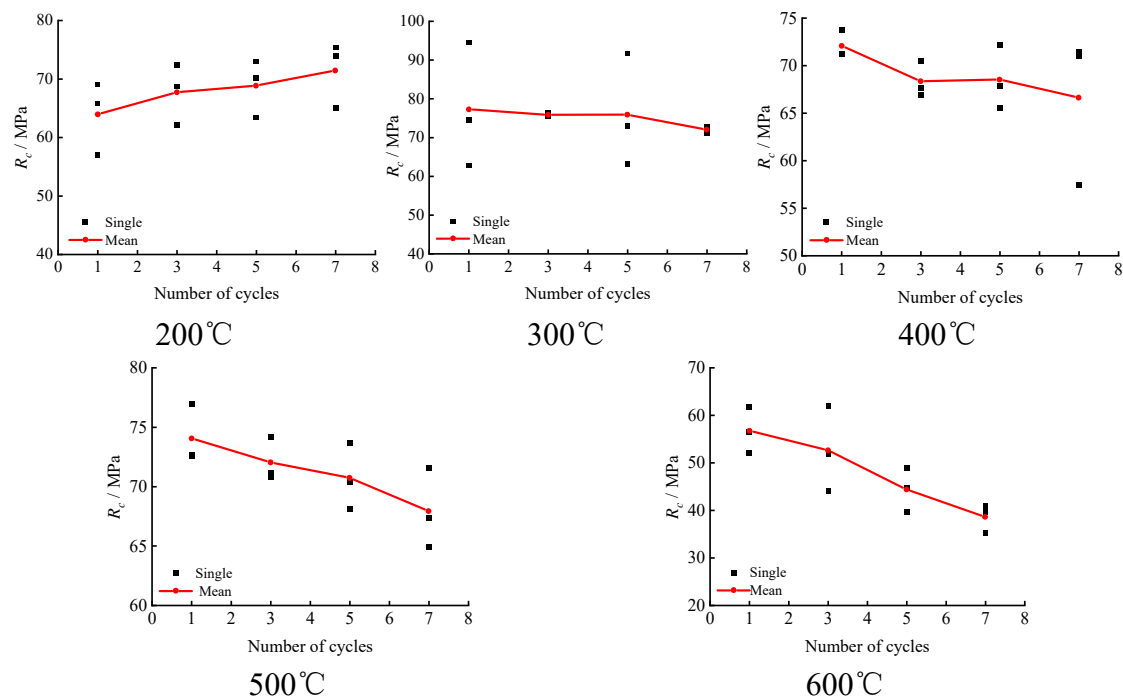 80
70
60
50
40
R_c / MPa
Single
Mean
0 1 2 3 4 5 6 7 8
Number of cycles
200℃
100
90
80
70
60
50
40
R_c / MPa
Single
Mean
0 1 2 3 4 5 6 7 8
Number of cycles
300℃
75
70
65
60
55
50
R_c / MPa
Single
Mean
0 1 2 3 4 5 6 7 8
Number of cycles
400℃
80
75
70
65
60
R_c / MPa
Single
Mean
0 1 2 3 4 5 6 7 8
Number of cycles
500℃
70
60
50
40
30
20
R_c / MPa
Single
Mean
0 1 2 3 4 5 6 7 8
Number of cycles
600℃